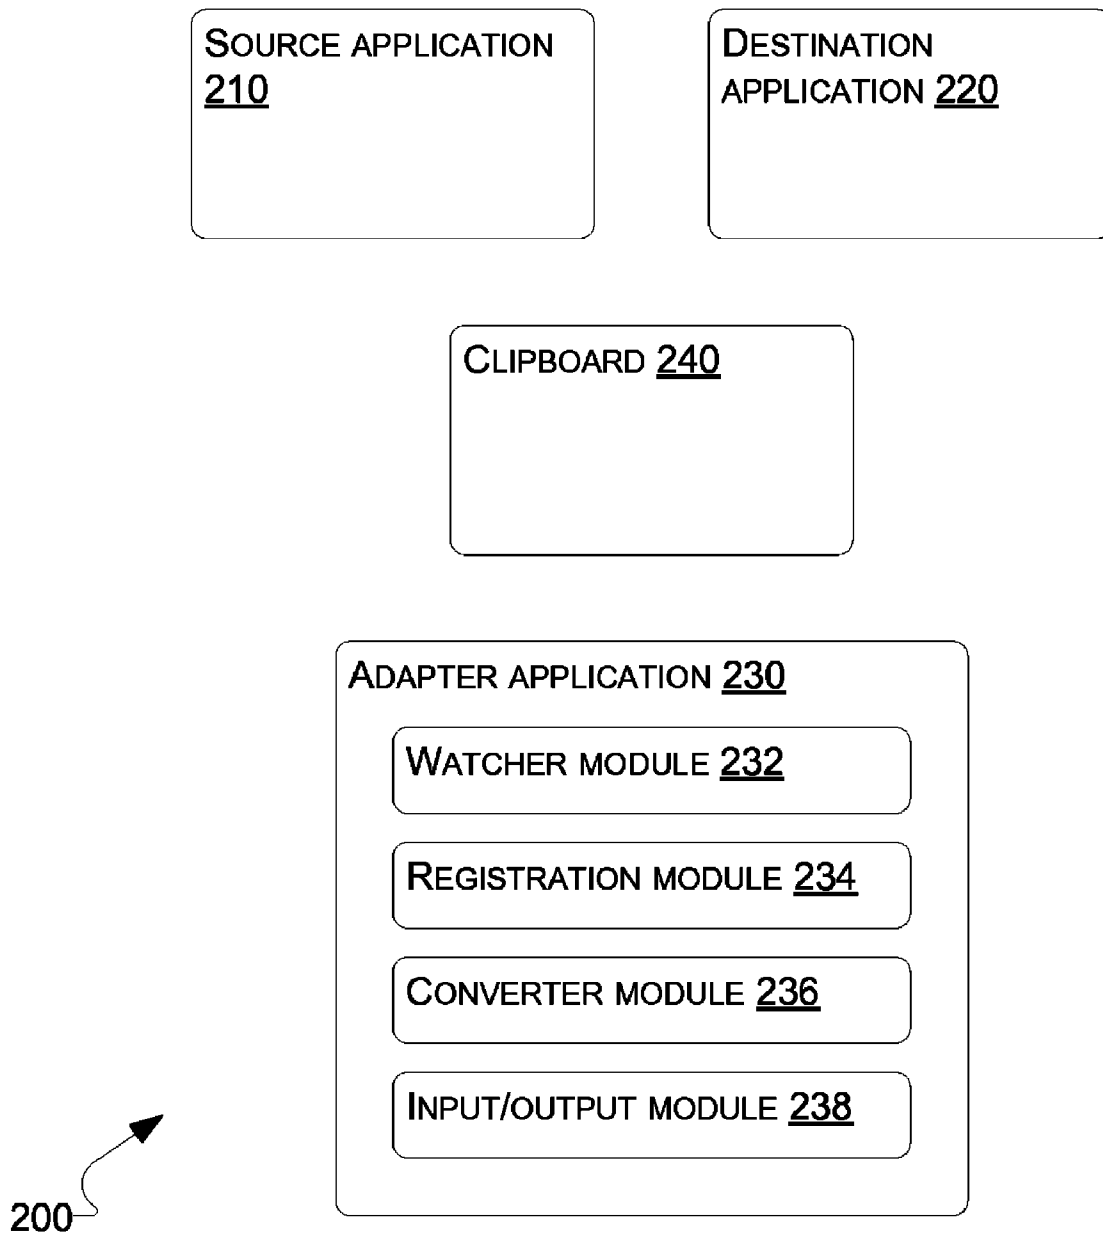 SOURCE APPLICATION
210
DESTINATION
APPLICATION 220
CLIPBOARD 240
ADAPTER APPLICATION 230
WATCHER MODULE 232
REGISTRATION MODULE 234
CONVERTER MODULE 236
INPUT/OUTPUT MODULE 238
200